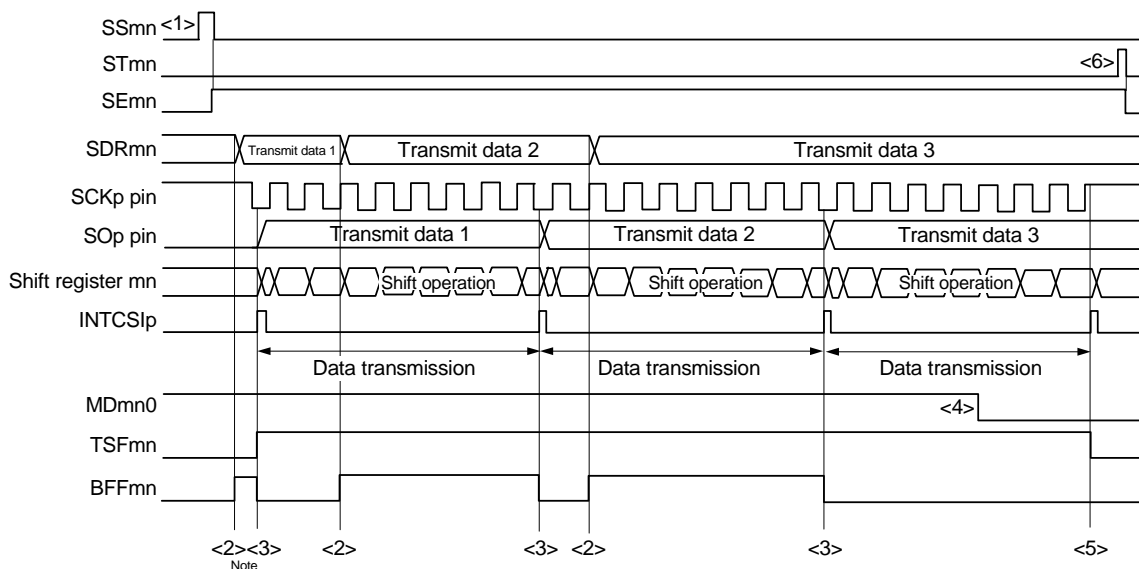 SSmn <1>
STmn <6>
SEmn
SDRmn Transmit data 1 Transmit data 2 Transmit data 3
SCKp pin
SOp pin Transmit data 1 Transmit data 2 Transmit data 3
Shift register mn Shift operation Shift operation Shift operation
INTCSIp
Data transmission Data transmission Data transmission
MDmn0 <4>
TSFmn
BFFmn
<2> <3> <2> <3> <2> <3> <5>
Note